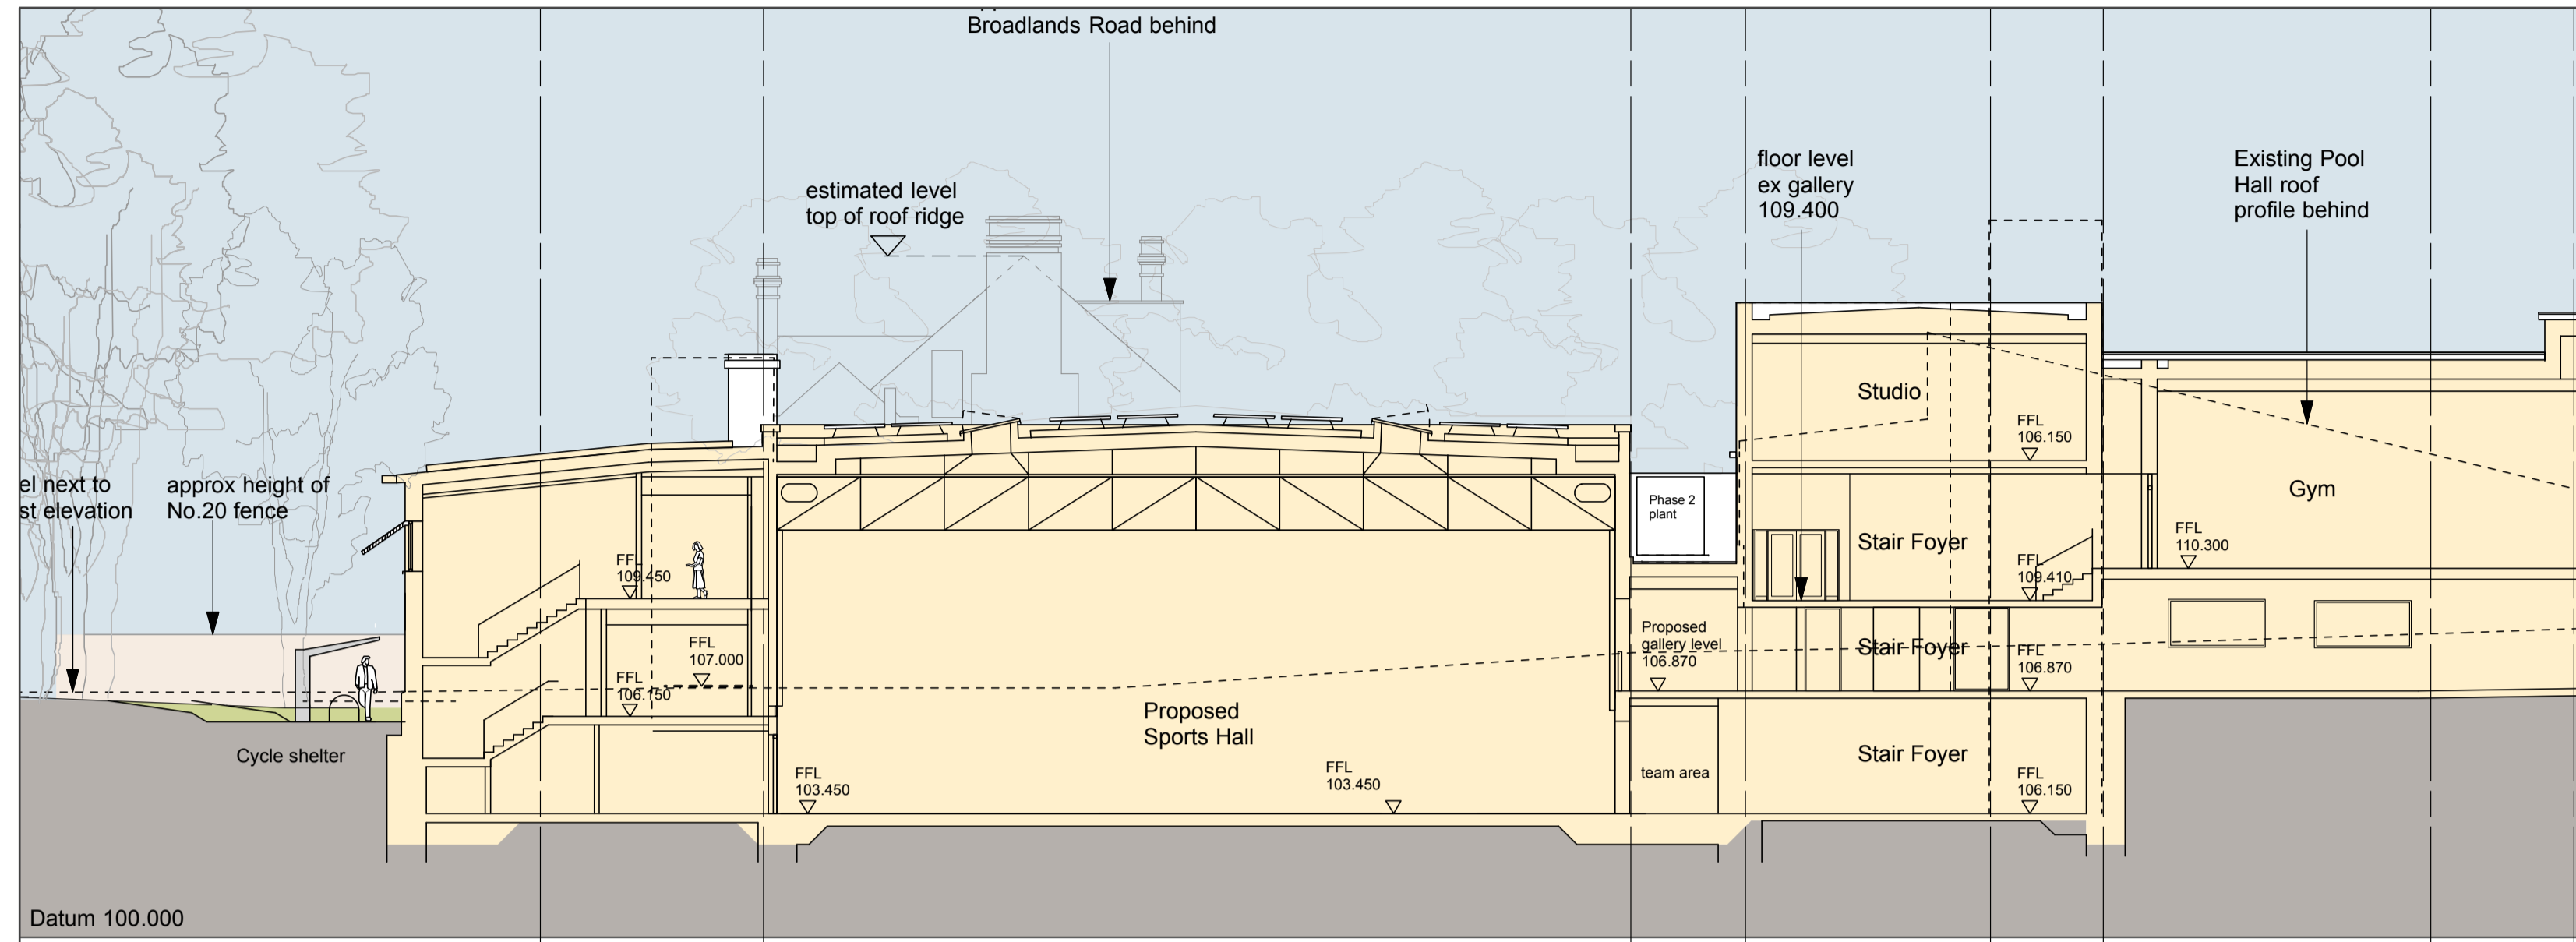 Broadlands Road behind
floor level
ex gallery
109.400
Existing Pool
Hall roof
profile behind
estimated level
top of roof ridge
Studio
FFL
106.150
el next to
st elevation
approx height of
No.20 fence
Phase 2
plant
Gym
FFL
110.300
Stair Foyer
FFL
109.410
FFL
109.450
Proposed
gallery level
106.870
Stair Foyer
FFL
106.870
FFL
107.000
FFL
106.150
Proposed
Sports Hall
Cycle shelter
FFL
103.450
FFL
103.450
team area
Stair Foyer
FFL
106.150
Datum 100.000